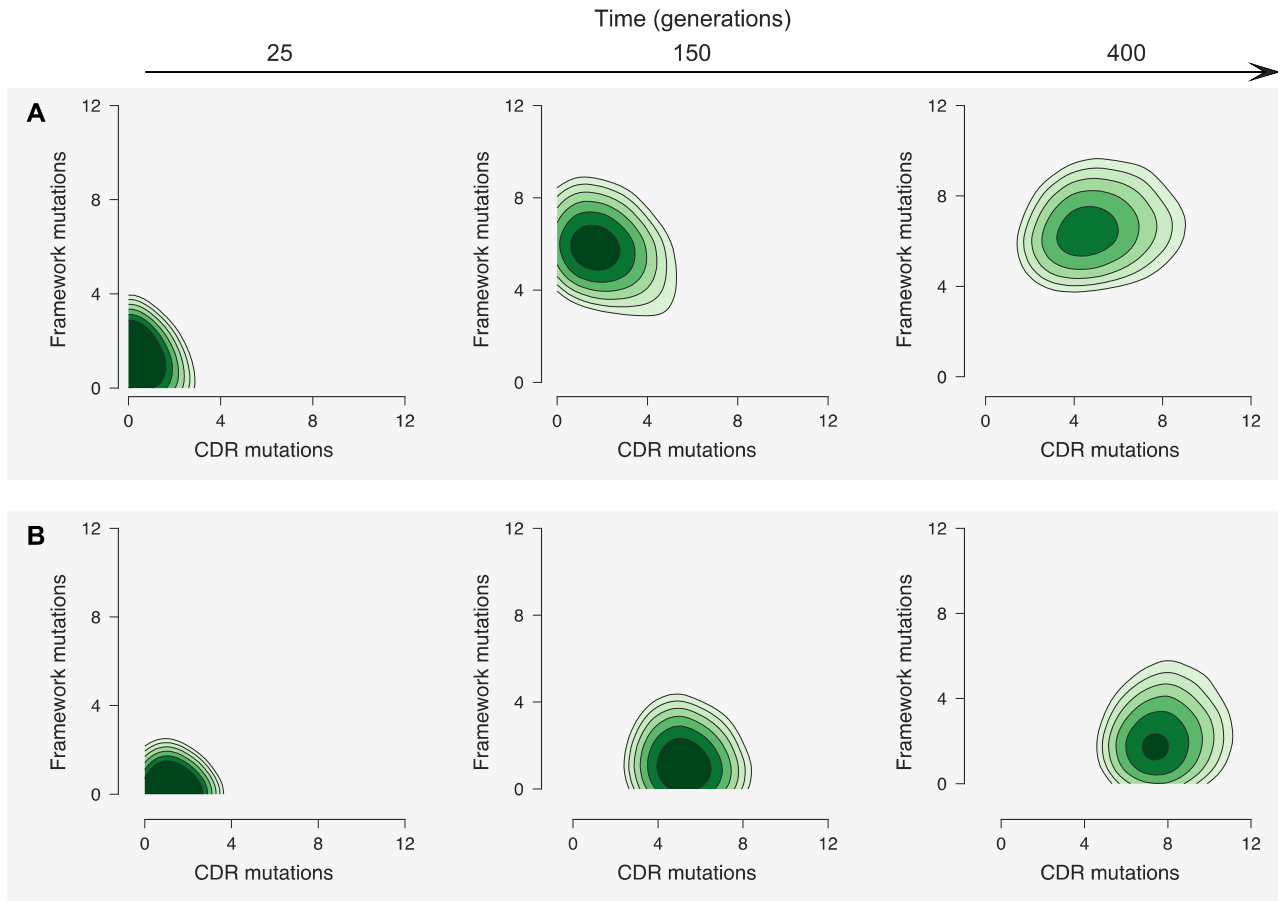 Time (generations)
25 150 400
A
12 12 12
8 8 8
4 4 4
0 0 0
Framework mutations Framework mutations Framework mutations
0 4 8 12 0 4 8 12 0 4 8 12
CDR mutations CDR mutations CDR mutations
B
12 12 12
8 8 8
4 4 4
0 0 0
Framework mutations Framework mutations Framework mutations
0 4 8 12 0 4 8 12 0 4 8 12
CDR mutations CDR mutations CDR mutations